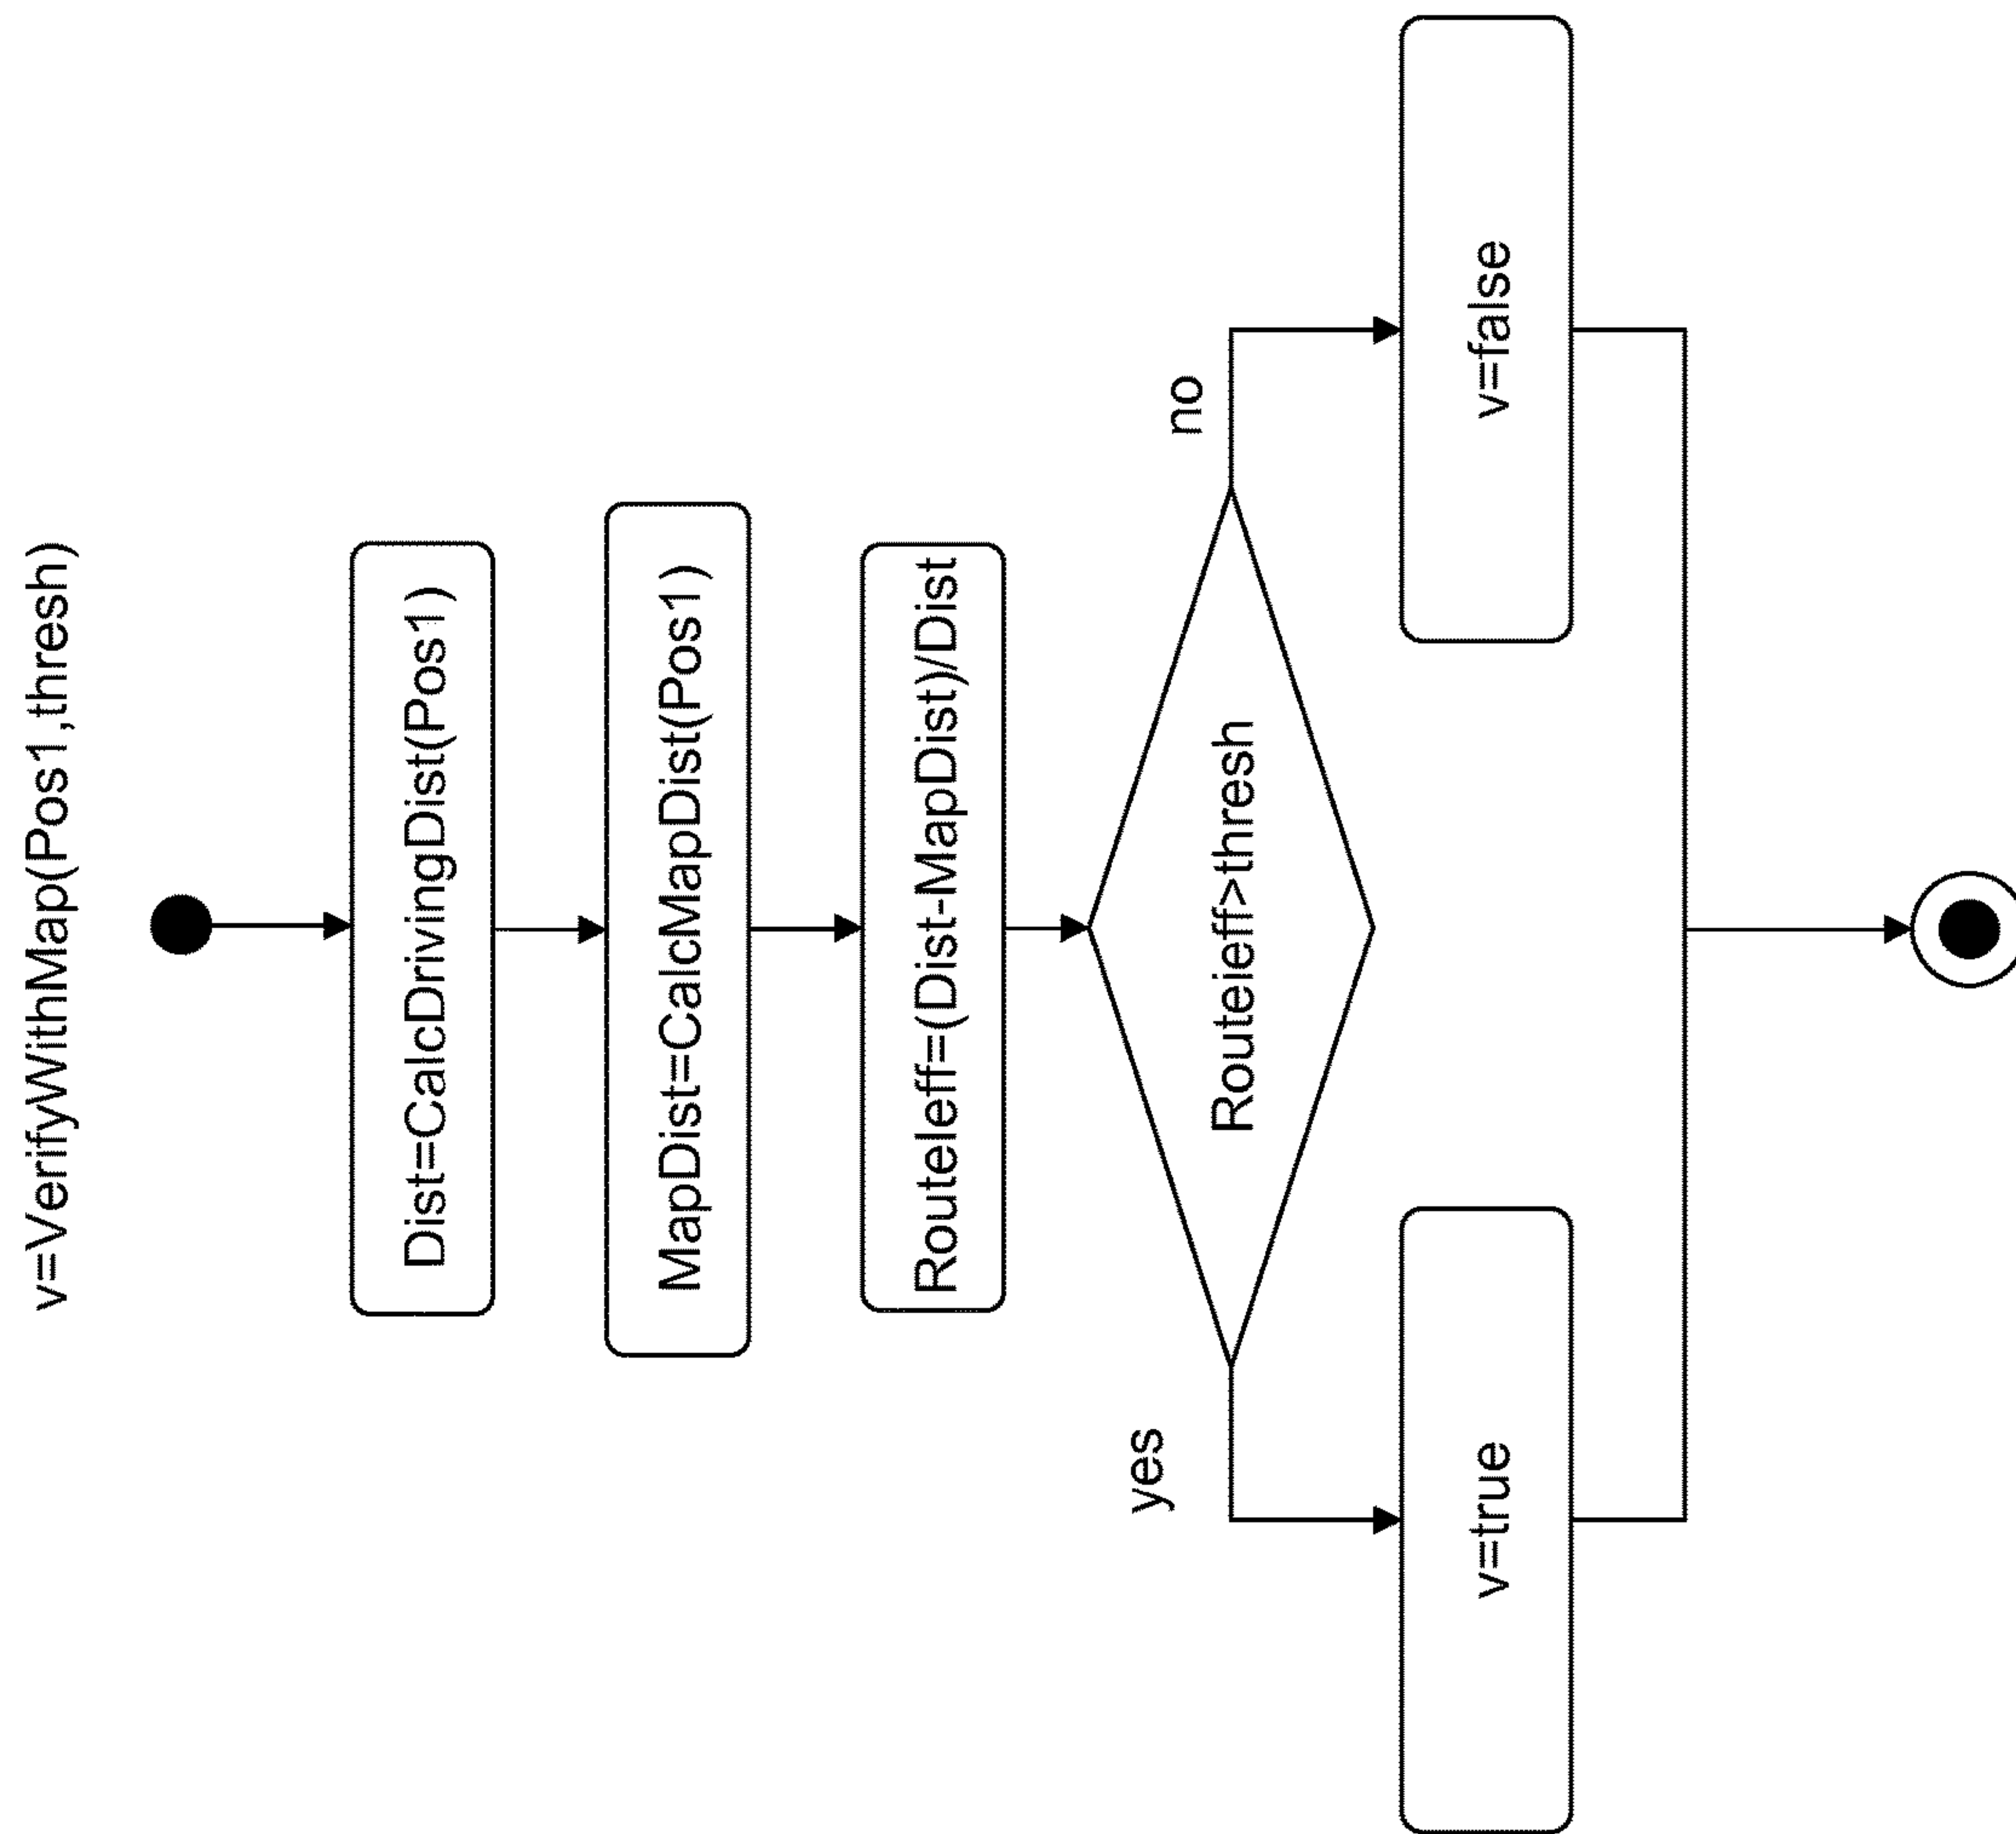 v=VerifyWithMap(Pos1,thresh)
Dist=CalcDrivingDist(Pos1)
MapDist=CalcMapDist(Pos1)
RouteIeff=(Dist-MapDist)/Dist
Routeieff>thresh
yes
no
v=true
v=false